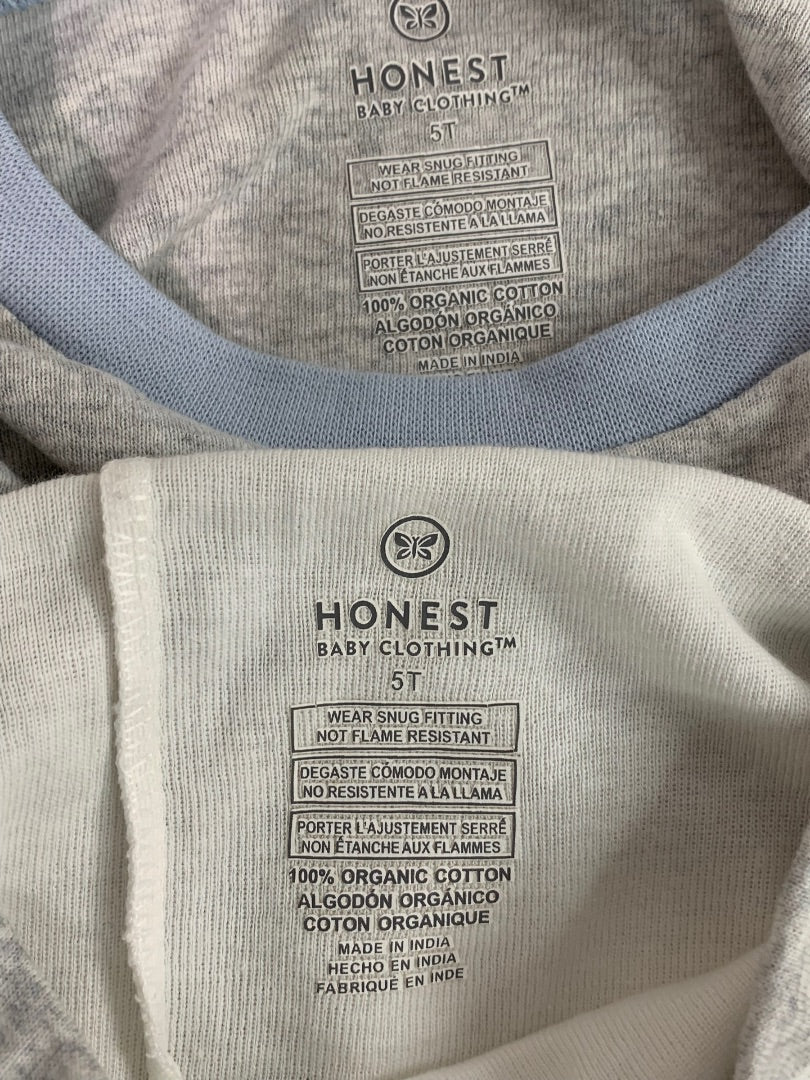 HONEST
BABY CLOTHING™
5T
WEAR SNUG FITTING
NOT FLAME RESISTANT
DEGASTE CÓMODO MONTAJE
NO RESISTENTE A LA LLAMA
PORTER L'AJUSTEMENT SERRÉ
NON ÉTANCHE AUX FLAMMES
100% ORGANIC COTTON
ALGODÓN ORGÁNICO
COTON ORGANIQUE
MADE IN INDIA
HONEST
BABY CLOTHING™
5T
WEAR SNUG FITTING
NOT FLAME RESISTANT
DEGASTE CÓMODO MONTAJE
NO RESISTENTE A LA LLAMA
PORTER L'AJUSTEMENT SERRÉ
NON ÉTANCHE AUX FLAMMES
100% ORGANIC COTTON
ALGODÓN ORGÁNICO
COTON ORGANIQUE
MADE IN INDIA
HECHO EN INDIA
FABRIQUÉ EN INDE